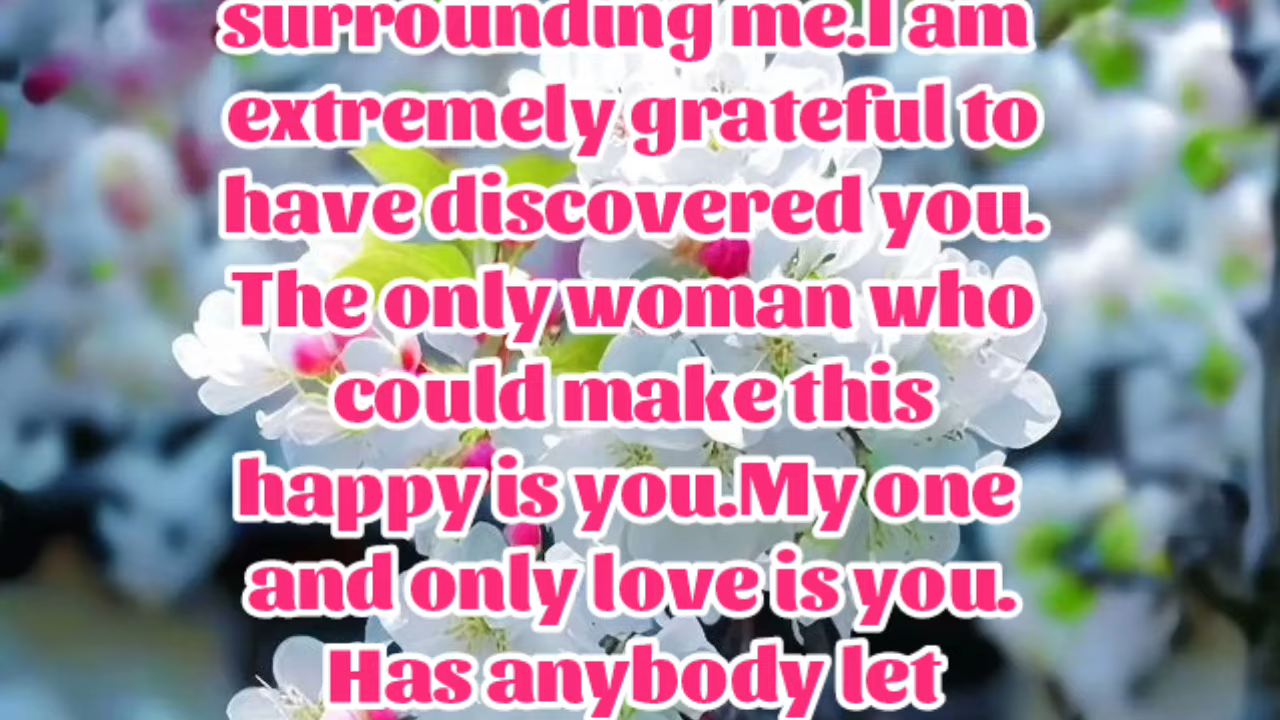 surrounding me.I am
extremely grateful to
have discovered you.
The only woman who
could make this
happy is you.My one
and only love is you.
Has anybody let